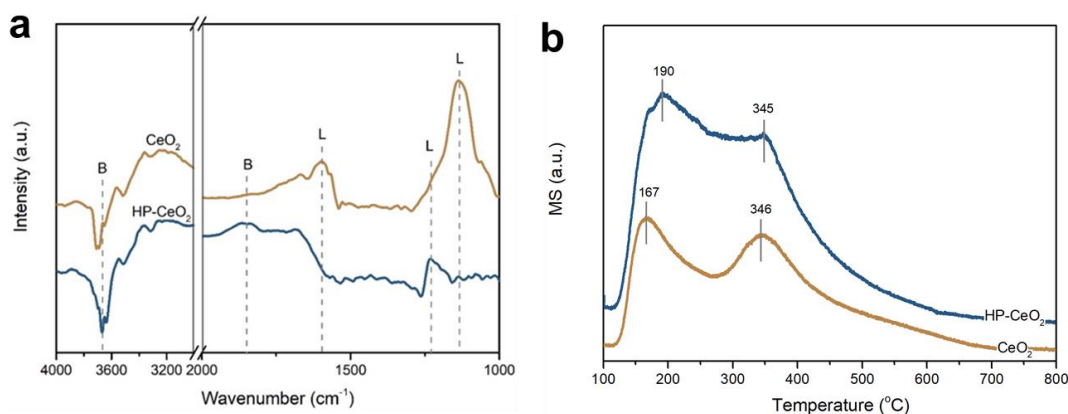 a
B
CeO₂
HP-CeO₂
B
L
L
L
Intensity (a.u.)
4000 3600 3200 2000 1500 1000
Wavenumber (cm⁻¹)
b
190
345
167
346
HP-CeO₂
CeO₂
MS (a.u.)
100 200 300 400 500 600 700 800
Temperature (°C)